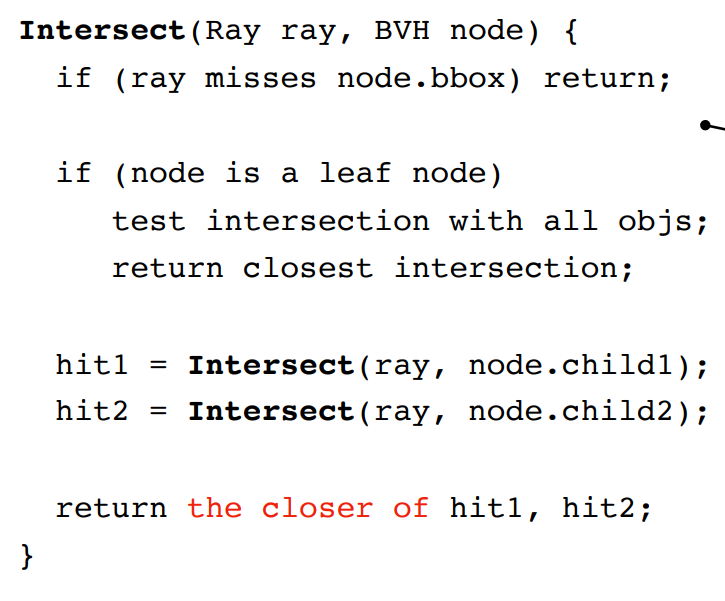 Intersect(Ray ray, BVH node) {
if (ray misses node.bbox) return;
if (node is a leaf node)
test intersection with all objs;
return closest intersection;
hit1 = Intersect(ray, node.child1);
hit2 = Intersect(ray, node.child2);
return the closer of hit1, hit2;
}